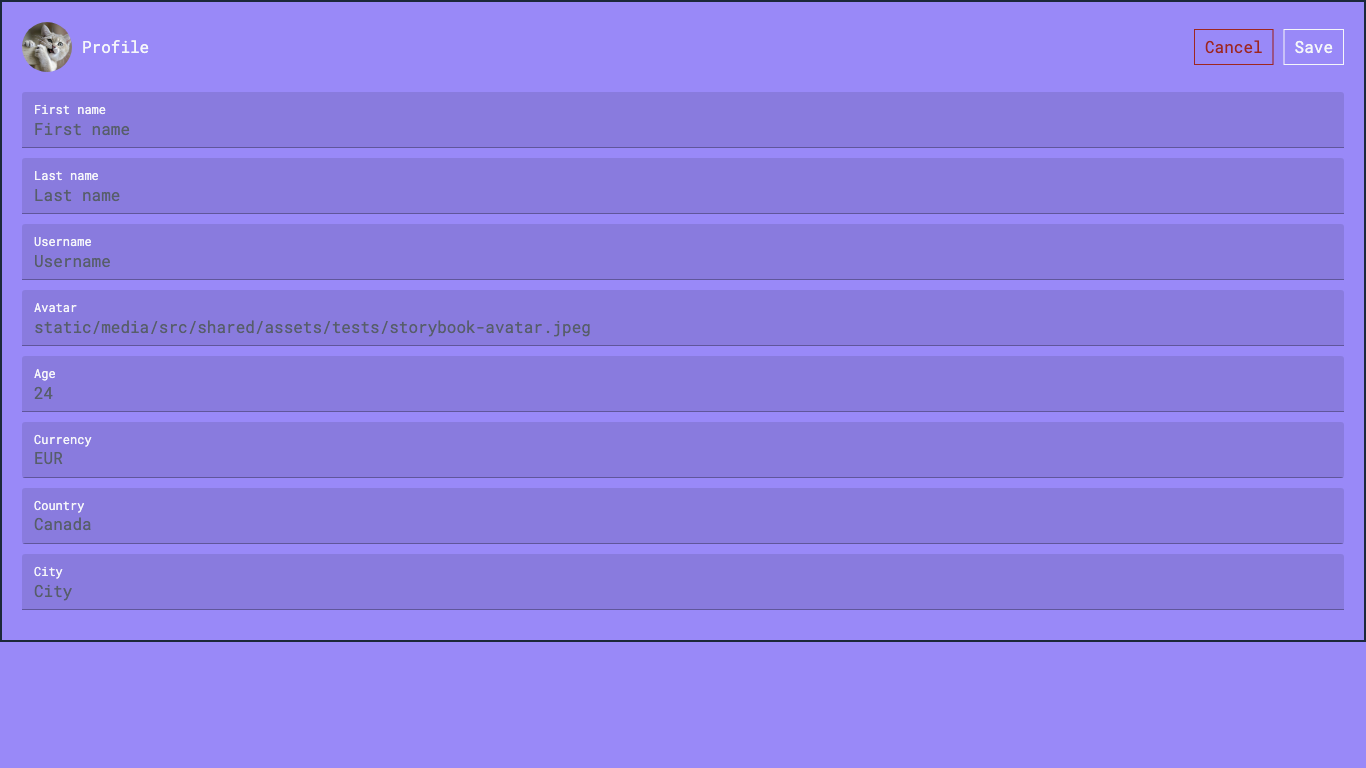 Profile
Cancel
Save
First name
First name
Last name
Last name
Username
Username
Avatar
static/media/src/shared/assets/tests/storybook-avatar.jpeg
Age
24
Currency
EUR
Country
Canada
City
City